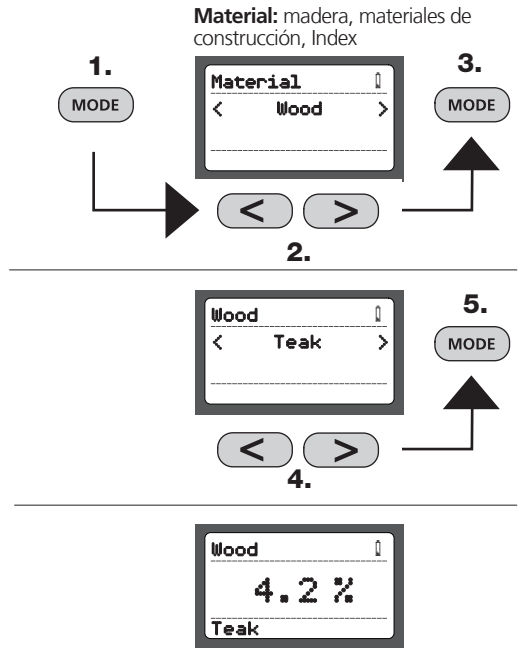 Material: madera, materiales de
construcción, Index
1.
MODE
Material
< Wood >
< >
2.
3.
MODE
Wood
< Teak >
< >
4.
5.
MODE
Wood
4.2 %
Teak